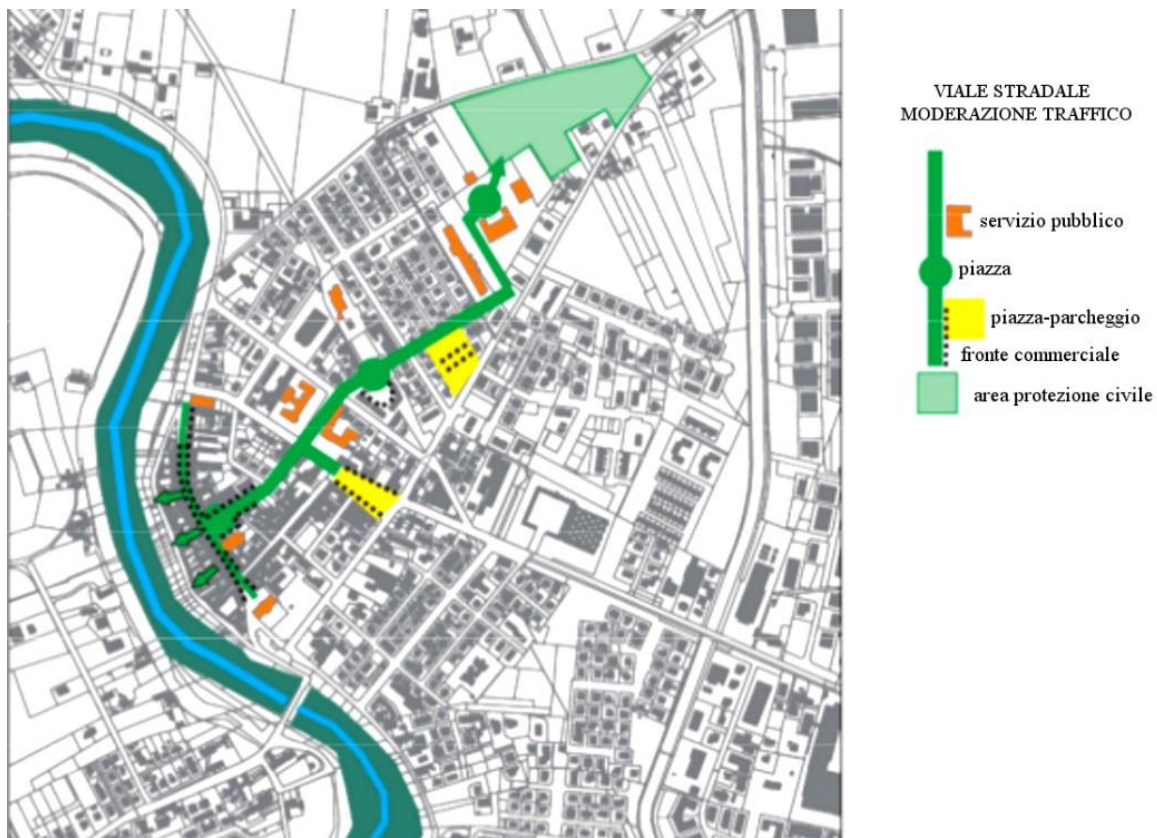 VIALE STRADALE
MODERAZIONE TRAFFICO
servizio pubblico
piazza
piazza-parcheggio
fronte commerciale
area protezione civile